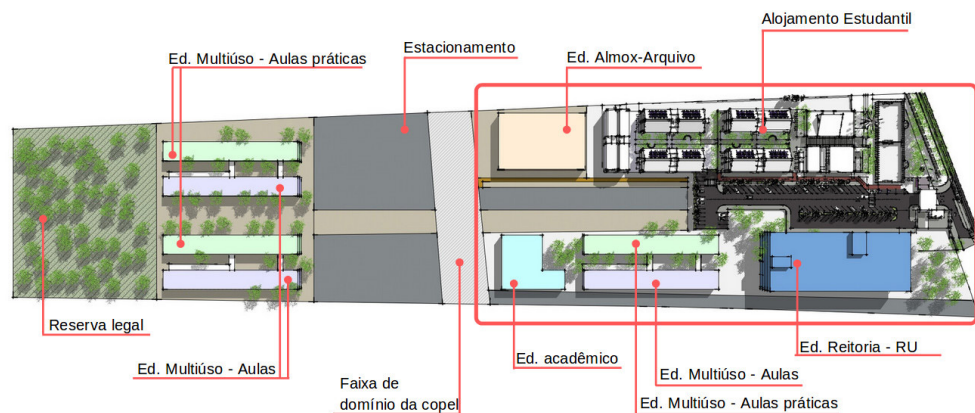 Alojamento Estudantil
Estacionamento
Ed. Multiúso - Aulas práticas
Ed. Almox-Arquivo
Reserva legal
Ed. Multiúso - Aulas
Faixa de
domínio da copel
Ed. acadêmico
Ed. Reitoria - RU
Ed. Multiúso - Aulas
Ed. Multiúso - Aulas práticas